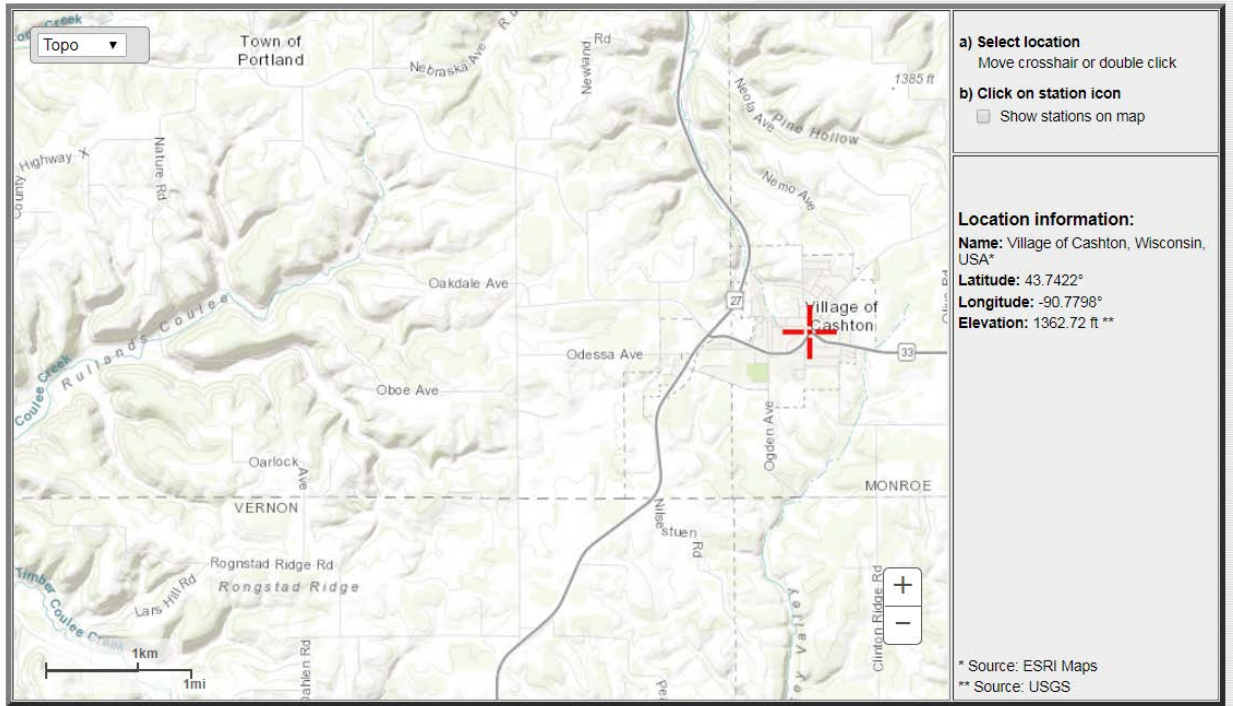 Creek
Topo ▼
Town of
Portland
Nebraska Ave
Neyland
Rd
1385 ft
Neola Ave
Pine Hollow
County Highway X
Nature Rd
Nemo Ave
Oakdale Ave
27
Village of
Cashton
Rullands Coulee
Coulee Creek
Odessa Ave
33
Oboe Ave
Ogden Ave
Oarlock
Ave
MONROE
VERNON
Nilsestuen
Rd
Rognstad Ridge Rd
Rongstad Ridge
Lars Hill Rd
Timber
Coulee Creek
Clinton Ridge Rd
+
−
1km
1mi
a) Select location
Move crosshair or double click
b) Click on station icon
Show stations on map
Location information:
Name: Village of Cashton, Wisconsin,
USA*
Latitude: 43.7422°
Longitude: -90.7798°
Elevation: 1362.72 ft **
* Source: ESRI Maps
** Source: USGS